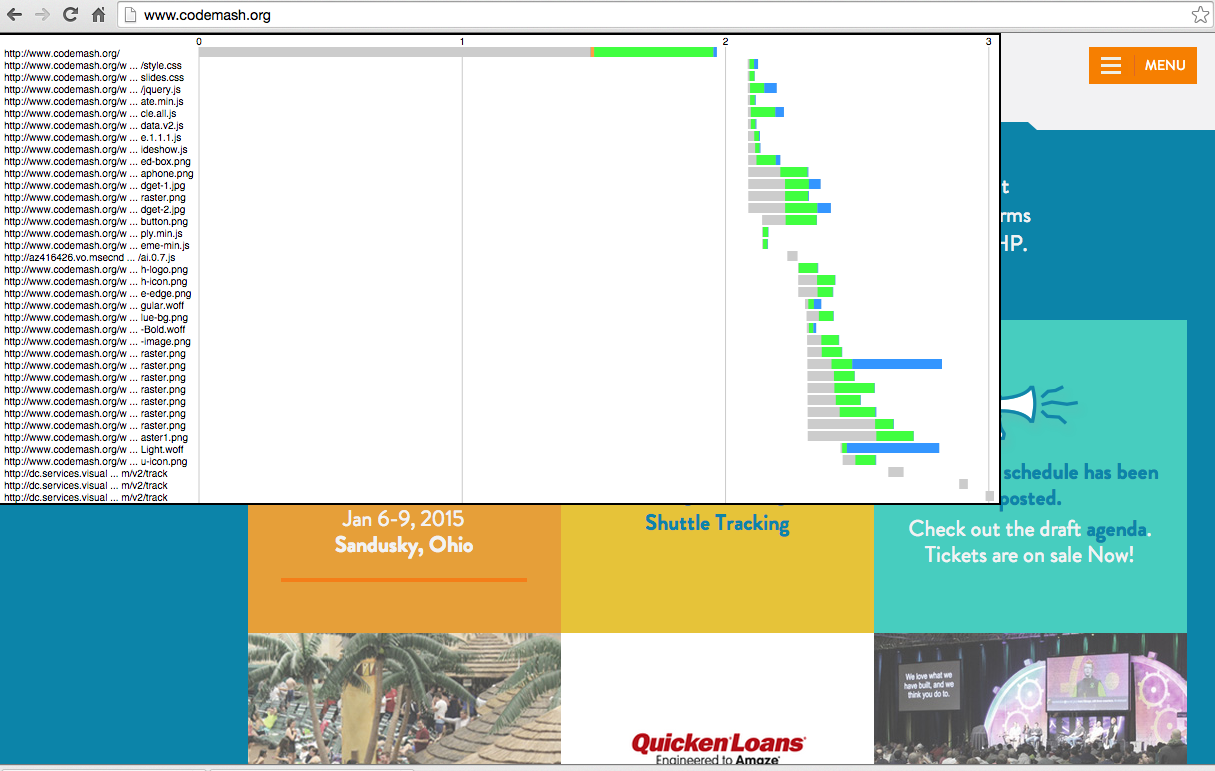 www.codemash.org
0 1 2 3
http://www.codemash.org/
http://www.codemash.org/w ... /style.css
http://www.codemash.org/w ... slides.css
http://www.codemash.org/w ... /jquery.js
http://www.codemash.org/w ... ate.min.js
http://www.codemash.org/w ... cle.all.js
http://www.codemash.org/w ... data.v2.js
http://www.codemash.org/w ... e.1.1.1.js
http://www.codemash.org/w ... ideshow.js
http://www.codemash.org/w ... ed-box.png
http://www.codemash.org/w ... aphone.png
http://www.codemash.org/w ... dget-1.jpg
http://www.codemash.org/w ... raster.png
http://www.codemash.org/w ... dget-2.jpg
http://www.codemash.org/w ... button.png
http://www.codemash.org/w ... ply.min.js
http://www.codemash.org/w ... eme-min.js
http://az416426.vo.msecnd ... /ai.0.7.js
http://www.codemash.org/w ... h-logo.png
http://www.codemash.org/w ... h-icon.png
http://www.codemash.org/w ... e-edge.png
http://www.codemash.org/w ... gular.woff
http://www.codemash.org/w ... lue-bg.png
http://www.codemash.org/w ... -Bold.woff
http://www.codemash.org/w ... -image.png
http://www.codemash.org/w ... raster.png
http://www.codemash.org/w ... raster.png
http://www.codemash.org/w ... raster.png
http://www.codemash.org/w ... raster.png
http://www.codemash.org/w ... raster.png
http://www.codemash.org/w ... raster.png
http://www.codemash.org/w ... raster.png
http://www.codemash.org/w ... aster1.png
http://www.codemash.org/w ... Light.woff
http://www.codemash.org/w ... u-icon.png
http://dc.services.visual ... m/v2/track
http://dc.services.visual ... m/v2/track
http://dc.services.visual ... m/v2/track
MENU
t
rms
HP.
schedule has been
posted.
Check out the draft agenda.
Tickets are on sale Now!
Jan 6-9, 2015
Sandusky, Ohio
Shuttle Tracking
We love what we
have built, and we
think you do to.
Quicken Loans
Engineered to Amaze